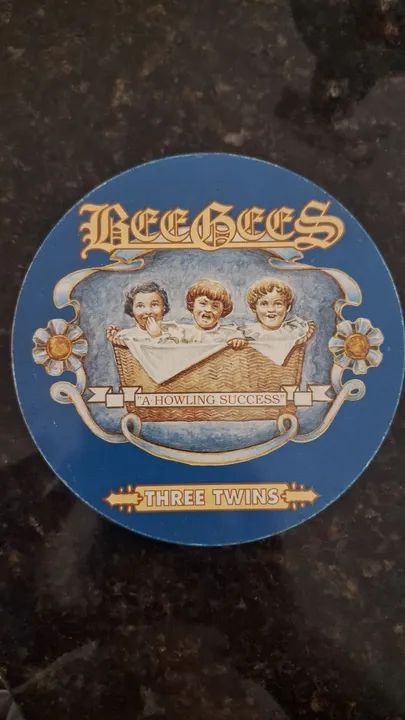 BEE GEES
"A HOWLING SUCCESS"
THREE TWINS